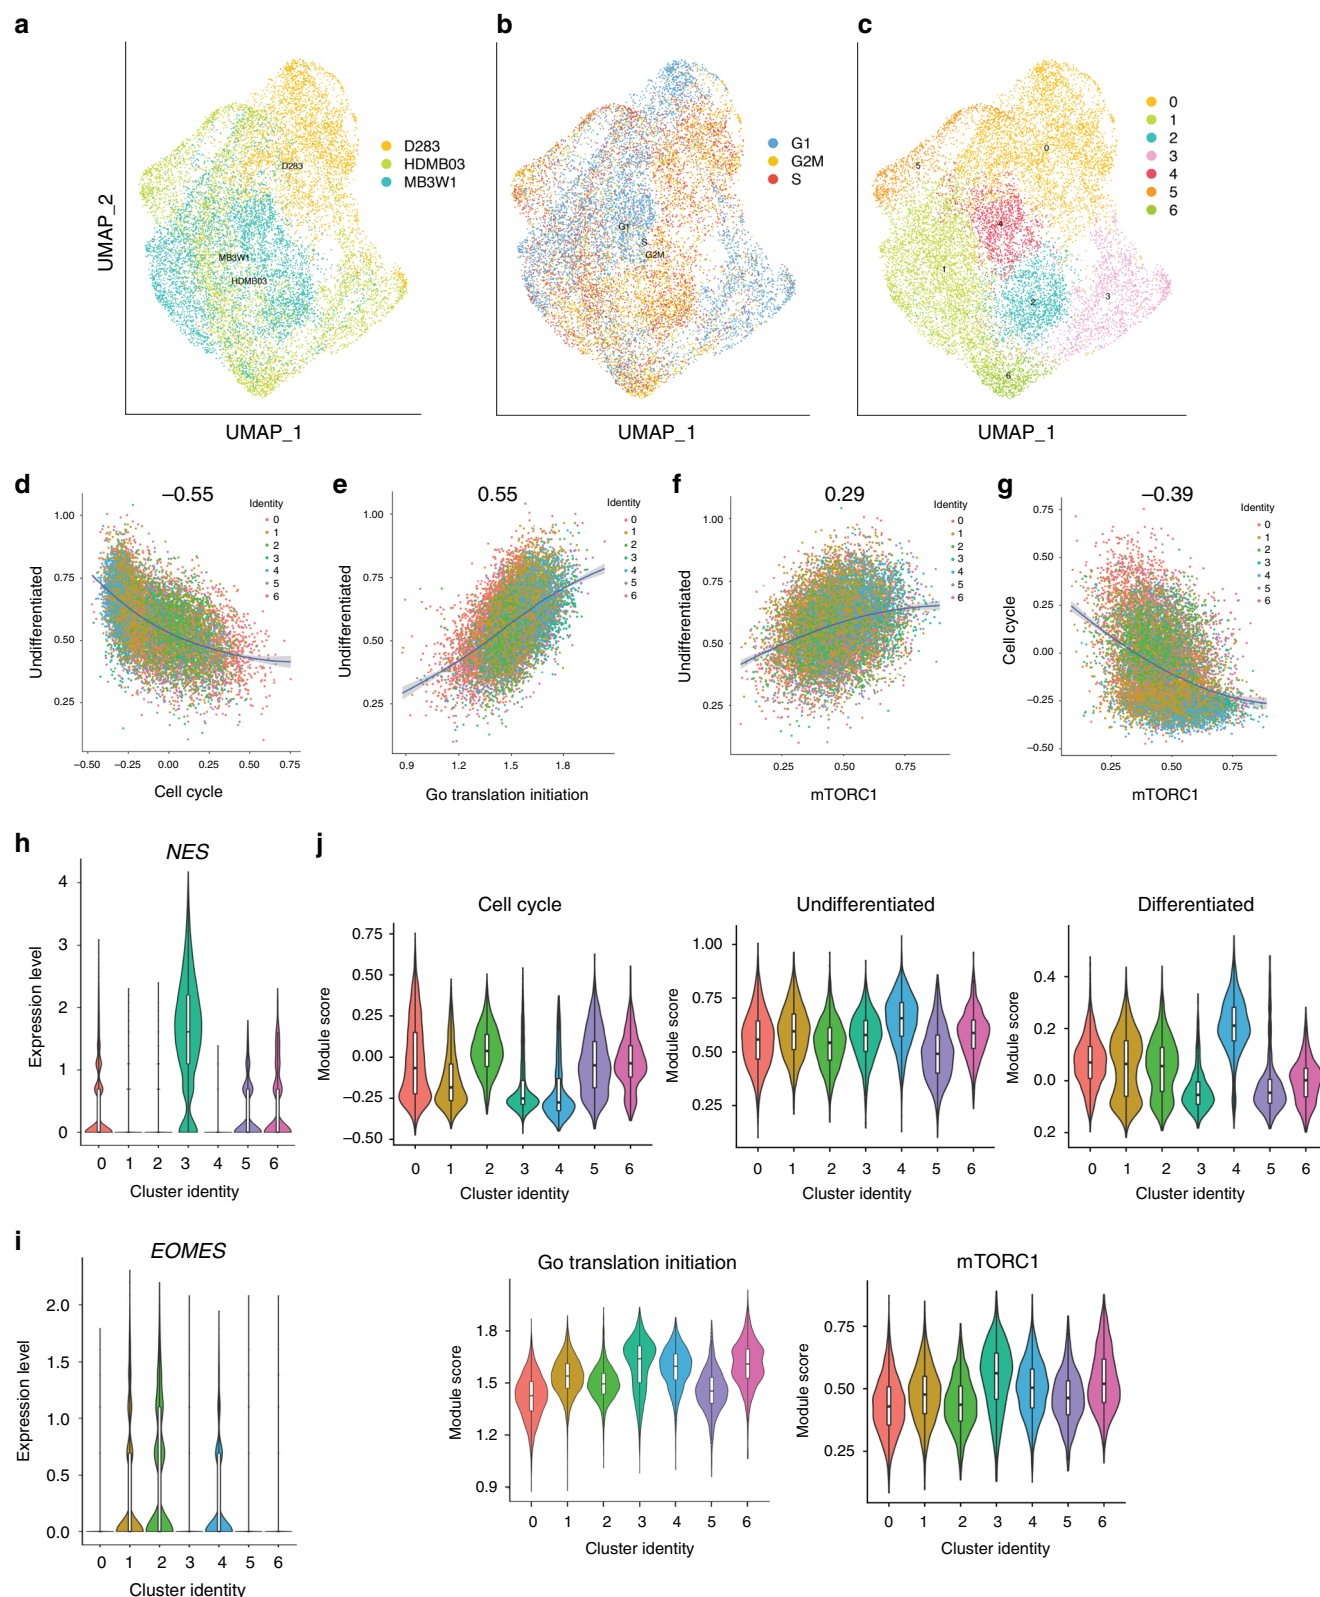 a
b
c
UMAP_2
D283
MB3W1
HDMB03
D283
HDMB03
MB3W1
UMAP_1
G1
S
G2M
G1
G2M
S
UMAP_1
0
5
4
1
2
3
6
0
1
2
3
4
5
6
UMAP_1
d
−0.55
Undifferentiated
1.00
0.75
0.50
0.25
−0.50 −0.25 0.00 0.25 0.50 0.75
Cell cycle
Identity
0
1
2
3
4
5
6
e
0.55
Undifferentiated
1.00
0.75
0.50
0.25
0.9 1.2 1.5 1.8
Go translation initiation
Identity
0
1
2
3
4
5
6
f
0.29
Undifferentiated
1.00
0.75
0.50
0.25
0.25 0.50 0.75
mTORC1
Identity
0
1
2
3
4
5
6
g
−0.39
Cell cycle
0.75
0.50
0.25
0.00
−0.25
−0.50
0.25 0.50 0.75
mTORC1
Identity
0
1
2
3
4
5
6
h
NES
Expression level
4
3
2
1
0
0 1 2 3 4 5 6
Cluster identity
i
EOMES
Expression level
2.0
1.5
1.0
0.5
0.0
0 1 2 3 4 5 6
Cluster identity
j
Cell cycle
Module score
0.75
0.50
0.25
0.00
−0.25
−0.50
0 1 2 3 4 5 6
Cluster identity
Undifferentiated
Module score
1.00
0.75
0.50
0.25
0 1 2 3 4 5 6
Cluster identity
Differentiated
Module score
0.4
0.2
0.0
0.2
0 1 2 3 4 5 6
Cluster identity
Go translation initiation
Module score
1.8
1.5
1.2
0.9
0 1 2 3 4 5 6
Cluster identity
mTORC1
Module score
0.75
0.50
0.25
0 1 2 3 4 5 6
Cluster identity